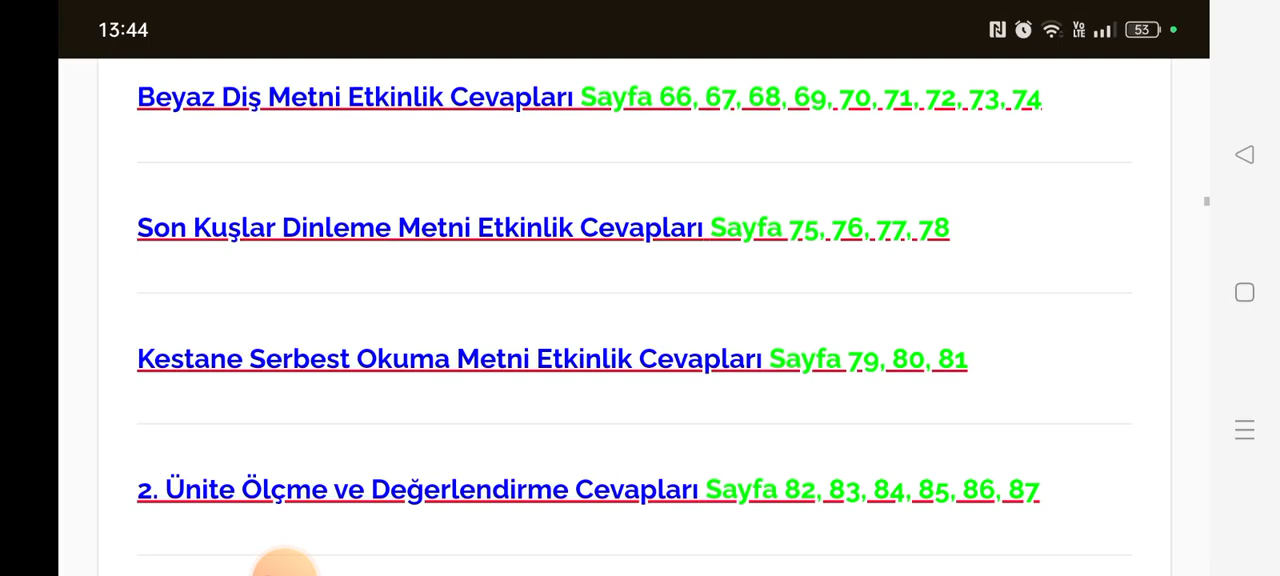 13:44
Vo LTE 53
Beyaz Diş Metni Etkinlik Cevapları Sayfa 66, 67, 68, 69, 70, 71, 72, 73, 74
Son Kuşlar Dinleme Metni Etkinlik Cevapları Sayfa 75, 76, 77, 78
Kestane Serbest Okuma Metni Etkinlik Cevapları Sayfa 79, 80, 81
2. Ünite Ölçme ve Değerlendirme Cevapları Sayfa 82, 83, 84, 85, 86, 87